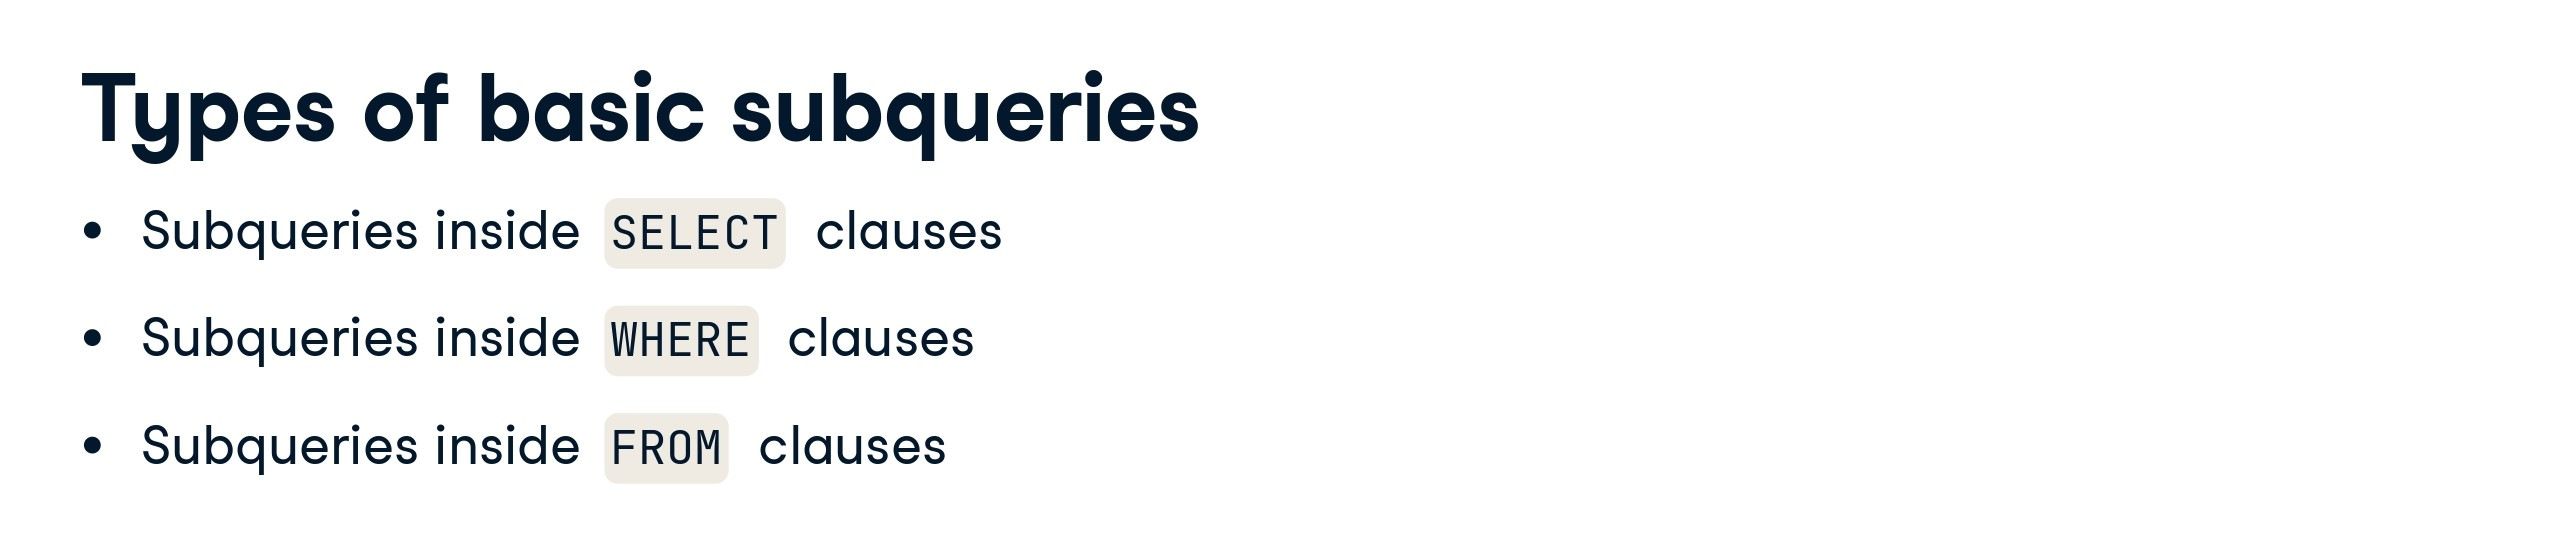 Types of basic subqueries
• Subqueries inside SELECT clauses
• Subqueries inside WHERE clauses
• Subqueries inside FROM clauses